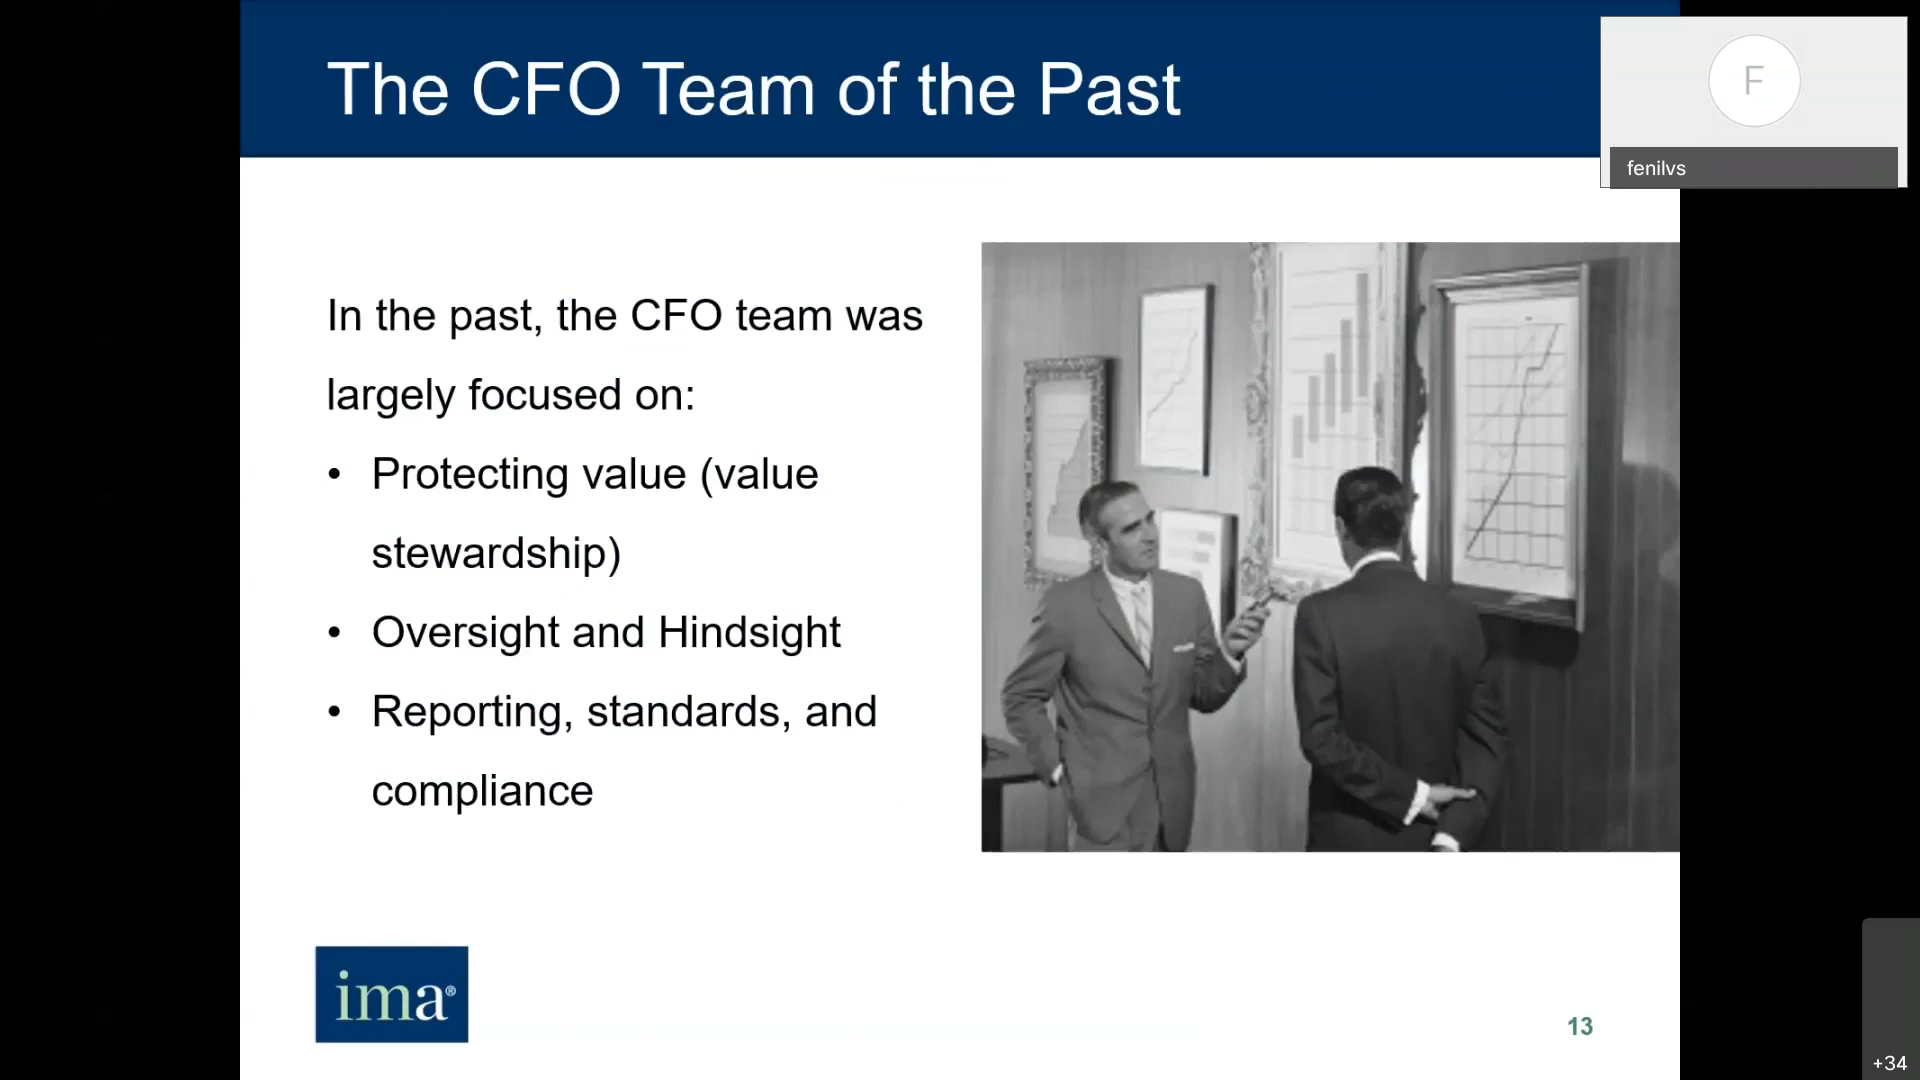 The CFO Team of the Past
F
fenilvs
In the past, the CFO team was
largely focused on:
• Protecting value (value
stewardship)
• Oversight and Hindsight
• Reporting, standards, and
compliance
ima®
13
+34